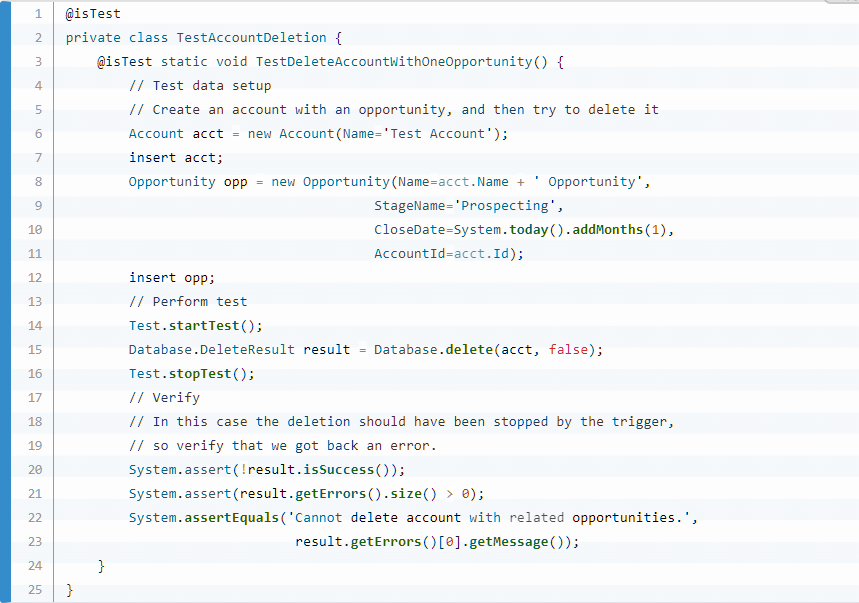 1 @isTest
2 private class TestAccountDeletion {
3     @isTest static void TestDeleteAccountWithOneOpportunity() {
4         // Test data setup
5         // Create an account with an opportunity, and then try to delete it
6         Account acct = new Account(Name='Test Account');
7         insert acct;
8         Opportunity opp = new Opportunity(Name=acct.Name + ' Opportunity',
9                                        StageName='Prospecting',
10                                        CloseDate=System.today().addMonths(1),
11                                        AccountId=acct.Id);
12         insert opp;
13         // Perform test
14         Test.startTest();
15         Database.DeleteResult result = Database.delete(acct, false);
16         Test.stopTest();
17         // Verify
18         // In this case the deletion should have been stopped by the trigger,
19         // so verify that we got back an error.
20         System.assert(!result.isSuccess());
21         System.assert(result.getErrors().size() > 0);
22         System.assertEquals('Cannot delete account with related opportunities.',
23                              result.getErrors()[0].getMessage());
24     }
25 }